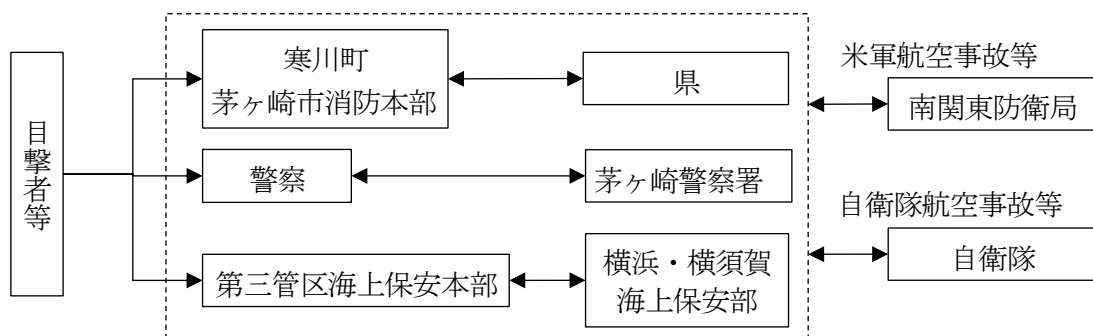 目撃者等
寒川町
茅ヶ崎市消防本部
県
警察
茅ヶ崎警察署
第三管区海上保安本部
横浜・横須賀
海上保安部
米軍航空事故等
南関東防衛局
自衛隊航空事故等
自衛隊